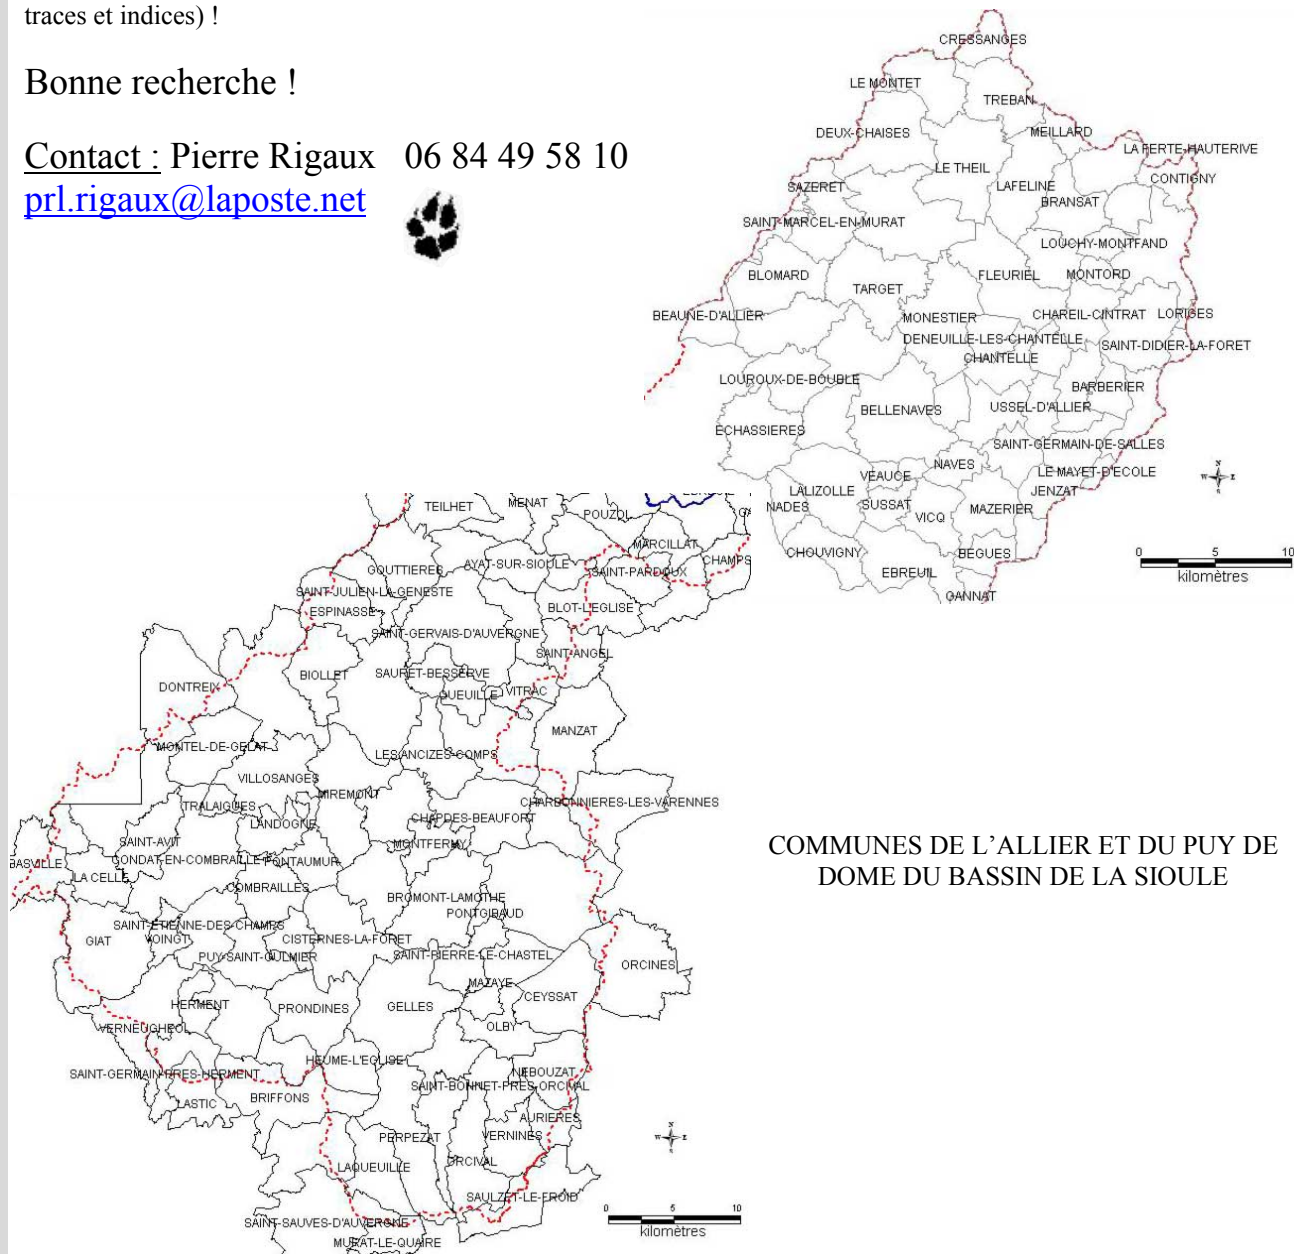 traces et indices) !
Bonne recherche !
Contact : Pierre Rigaux 06 84 49 58 10
prl.rigaux@laposte.net
CRESSANGES
LE MONTET
TREBAN
DEUX-CHAISES
MEILLARD
LA FERTE-HAUTERIVE
LE THEIL
CONTIGNY
SAZERET
LAFELINE
BRANSAT
SAINT-MARCEL-EN-MURAT
LOUCHY-MONTFAND
BLOMARD
FLEURIEL
MONTORD
TARGET
BEAUNE-D'ALLIER
MONESTIER
CHAREIL-CINTRAT
LORIGES
DENEUILLE-LES-CHANTELLE
SAINT-DIDIER-LA-FORET
CHANTELLE
LOUROUX-DE-BOUBLE
BARBERIER
BELLENAVES
USSEL-D'ALLIER
ECHASSIERES
SAINT-GERMAIN-DE-SALLES
NAVES
LE MAYET-D'ECOLE
VEAUCE
LALIZOLLE
JENZAT
NADES
SUSSAT
MAZERIER
VICQ
CHOUVIGNY
BEGUES
EBREUIL
GANNAT
N
W E
S
0 5 10
kilomètres
TEILHET
MENAT
POUZOL
MARCILLAT
GOUTTIERES
AYAT-SUR-SIOULE
SAINT-PARDOUX
CHAMPS
SAINT-JULIEN-LA-GENESTE
ESPINASSE
BLOT-L'EGLISE
SAINT-GERVAIS-D'AUVERGNE
SAINT-ANGEL
BIOLLET
SAURET-BESSERVE
DONTREIX
QUEUILLE
VITRAC
MANZAT
MONTEL-DE-GELAT
LES ANCIZES-COMPS
VILLOSANGES
MIREMONT
TRALAIGUES
CHARBONNIERES-LES-VARENNES
LANDOGNE
CHAPDES-BEAUFORT
SAINT-AVIT
MONTFERMY
BASVILLE
CONDAT-EN-COMBRAILLE
PONTAUMUR
LA CELLE
COMBRAILLES
BROMONT-LAMOTHE
PONTGIBAUD
SAINT-ETIENNE-DES-CHAMPS
GIAT
VOINGT
CISTERNES-LA-FORET
PUY-SAINT-GULMIER
SAINT-PIERRE-LE-CHASTEL
ORCINES
MAZAYE
CEYSSAT
HERMENT
PRONDINES
GELLES
VERNEUGHEOL
OLBY
HEUME-L'EGLISE
SAINT-GERMAIN-PRES-HERMENT
NEBOUZAT
SAINT-BONNET-PRES-ORCIVAL
LASTIC
BRIFFONS
AURIERES
PERPEZAT
VERNINES
LAQUEUILLE
ORCIVAL
SAULZET-LE-FROID
SAINT-SAUVES-D'AUVERGNE
MURAT-LE-QUAIRE
N
W E
S
0 5 10
kilomètres
COMMUNES DE L'ALLIER ET DU PUY DE
DOME DU BASSIN DE LA SIOULE